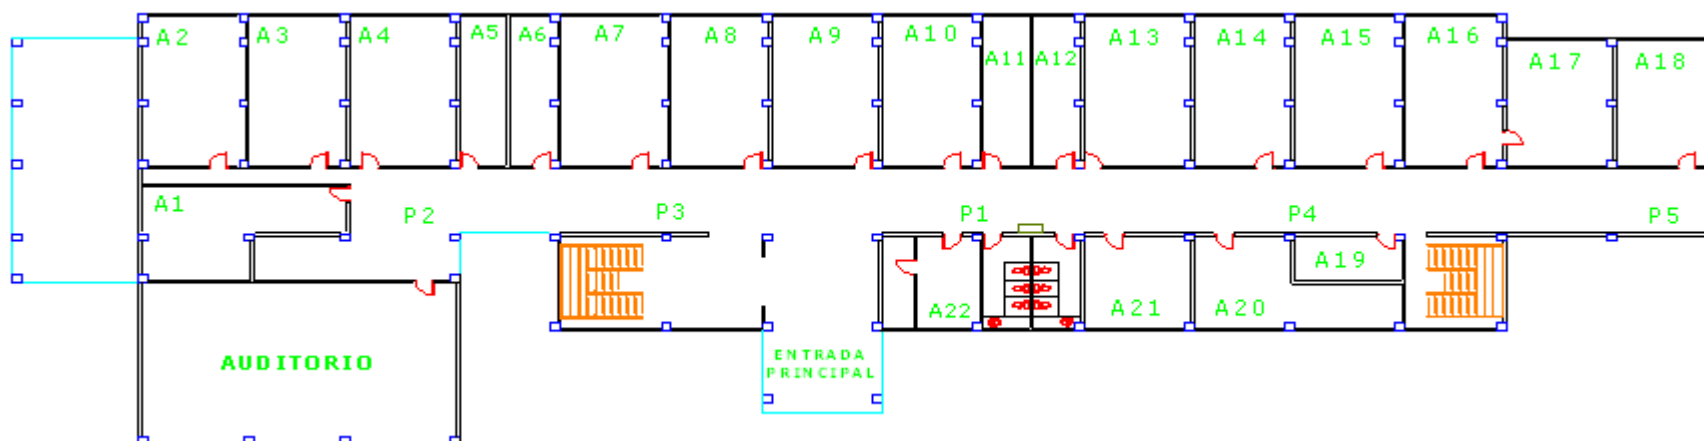 A2 A3 A4 A5 A6 A7 A8 A9 A10 A11 A12 A13 A14 A15 A16 A17 A18
A1 P2 P3 P1 P4 P5
A19
A22 A21 A20
AUDITORIO
ENTRADA
PRINCIPAL